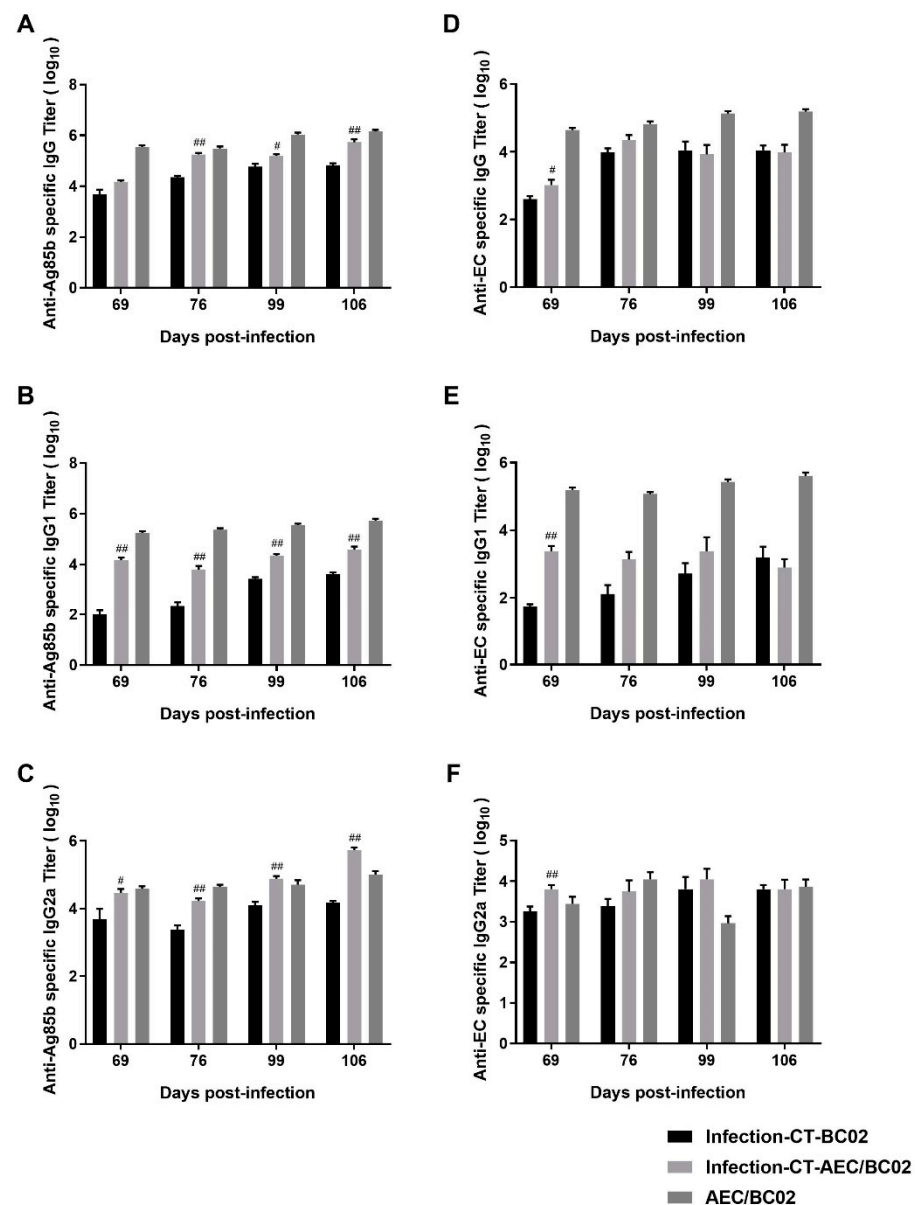 A
Anti-Ag85b specific IgG Titer ( log10 )
8
6
4
2
0
##
#
##
69 76 99 106
Days post-infection
D
Anti-EC specific IgG Titer ( log10 )
6
4
2
0
#
69 76 99 106
Days post-infection
B
Anti-Ag85b specific IgG1 Titer ( log10 )
8
6
4
2
0
## ## ## ##
69 76 99 106
Days post-infection
E
Anti-EC specific IgG1 Titer ( log10 )
6
4
2
0
##
69 76 99 106
Days post-infection
C
Anti-Ag85b specific IgG2a Titer ( log10 )
6
4
2
0
# ## ## ##
69 76 99 106
Days post-infection
F
Anti-EC specific IgG2a Titer ( log10 )
5
4
3
2
1
0
##
69 76 99 106
Days post-infection
Infection-CT-BC02
Infection-CT-AEC/BC02
AEC/BC02